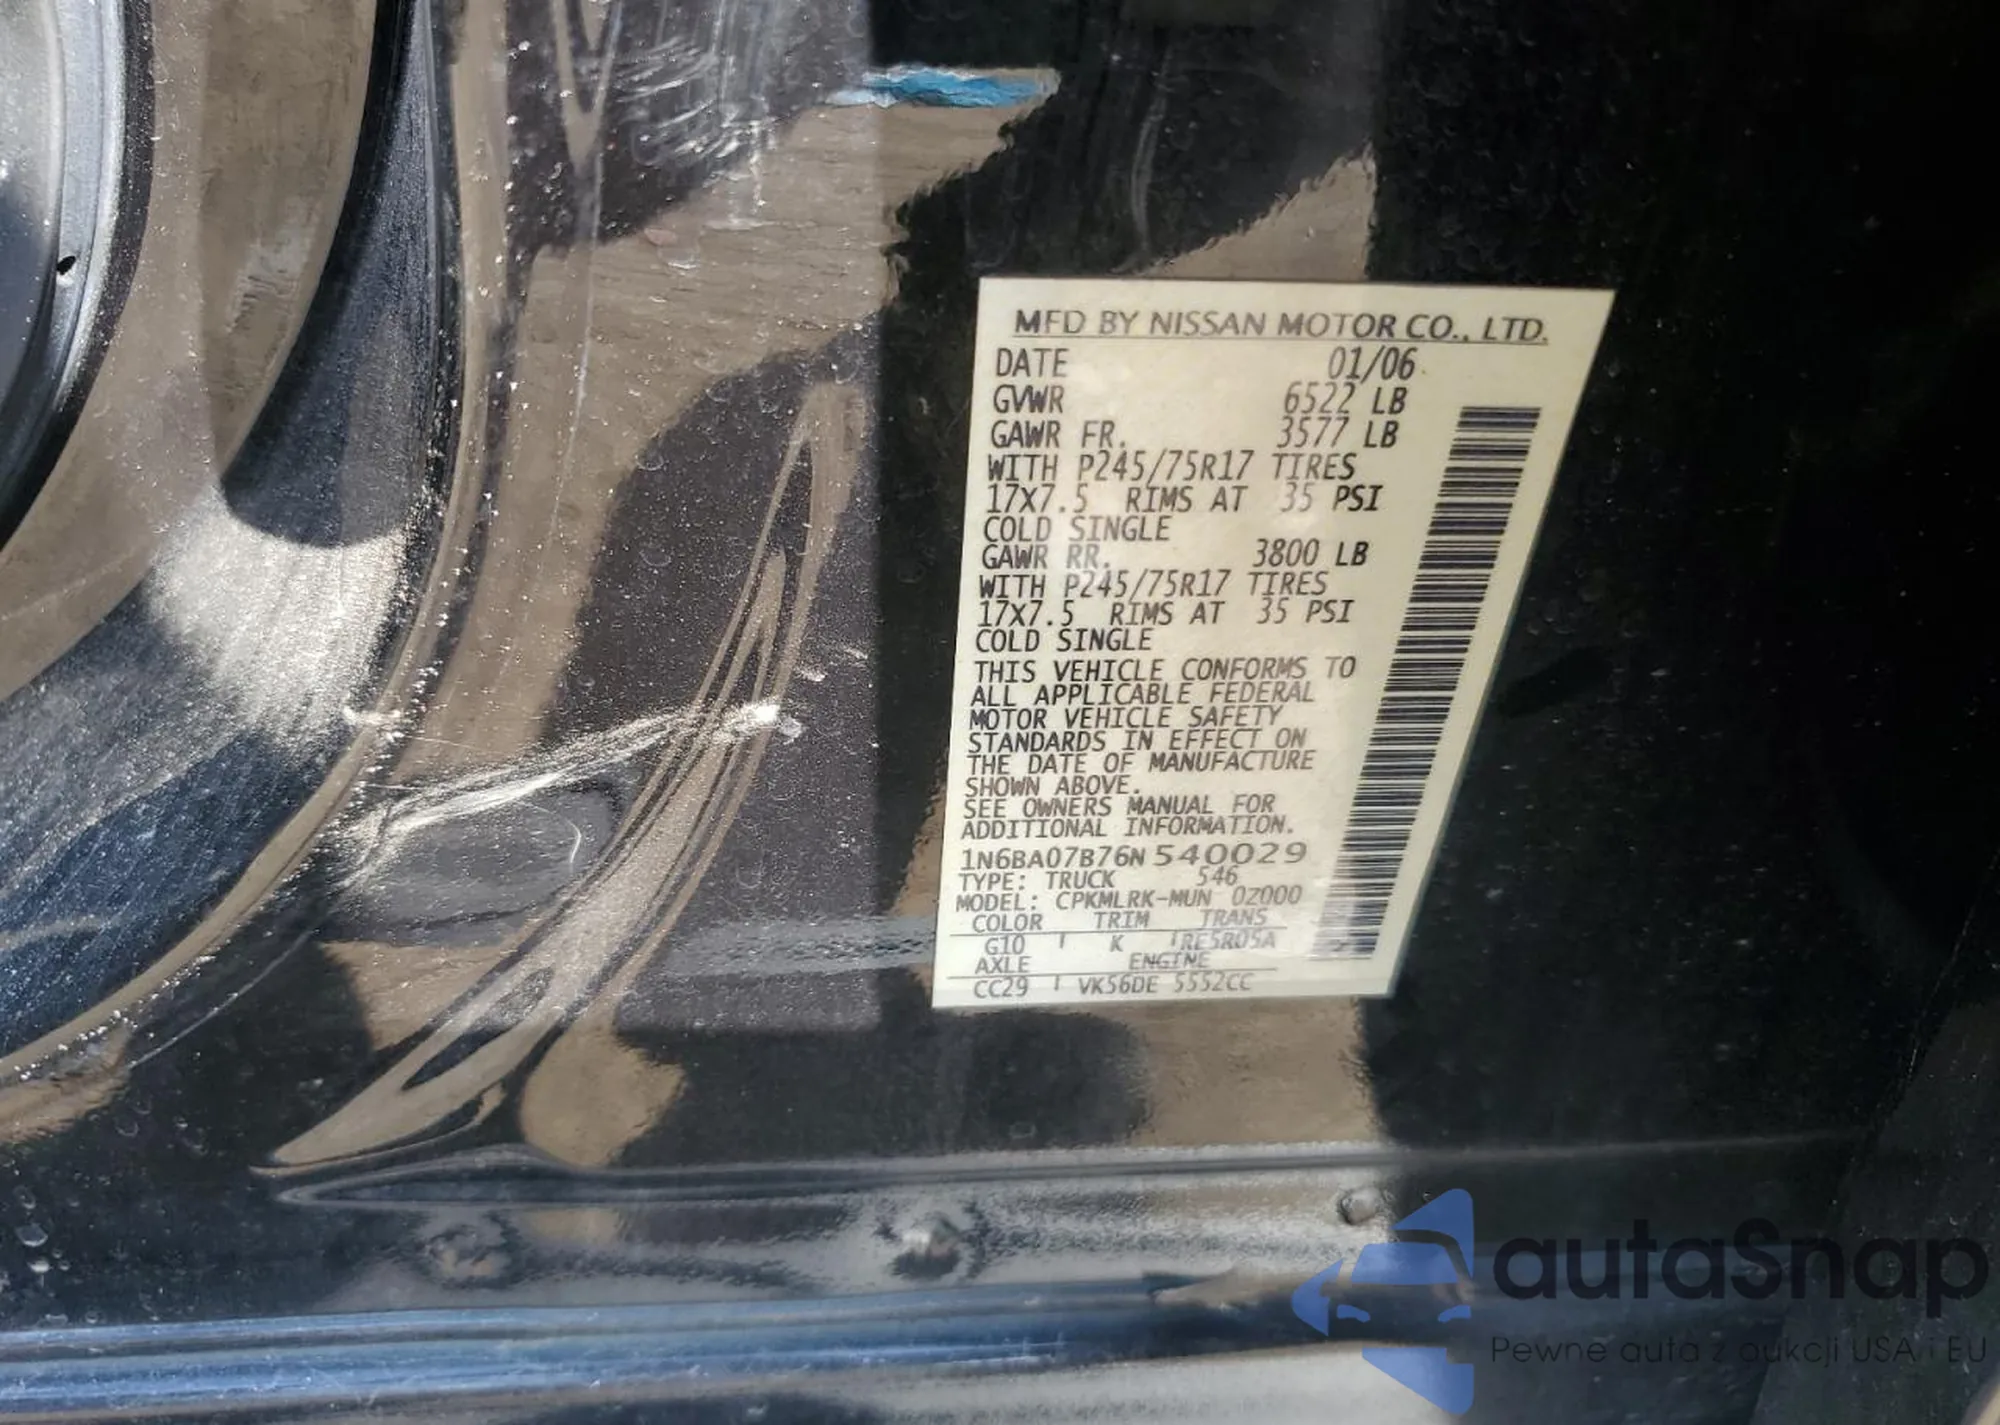 MFD BY NISSAN MOTOR CO., LTD.
DATE 01/06
GVWR 6522 LB
GAWR FR. 3577 LB
WITH P245/75R17 TIRES
17X7.5 RIMS AT 35 PSI
COLD SINGLE
GAWR RR. 3800 LB
WITH P245/75R17 TIRES
17X7.5 RIMS AT 35 PSI
COLD SINGLE
THIS VEHICLE CONFORMS TO
ALL APPLICABLE FEDERAL
MOTOR VEHICLE SAFETY
STANDARDS IN EFFECT ON
THE DATE OF MANUFACTURE
SHOWN ABOVE.
SEE OWNERS MANUAL FOR
ADDITIONAL INFORMATION.
1N6BA07B76N 540029
TYPE: TRUCK 546
MODEL: CPKMLRK-MUN 0Z000
COLOR TRIM TRANS
G10 K RE5R05A
AXLE ENGINE
CC29 VK56DE 5552CC
autaSnap
Pewne auta z aukcji USA i EU